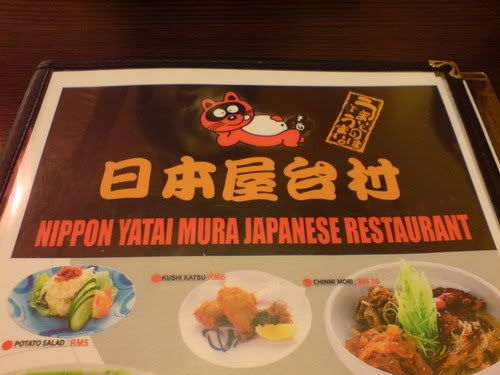 日本屋台村
NIPPON YATAI MURA JAPANESE RESTAURANT
KUSHI KATSU RM6
CHINMI MORI RM 16
POTATO SALAD RM5